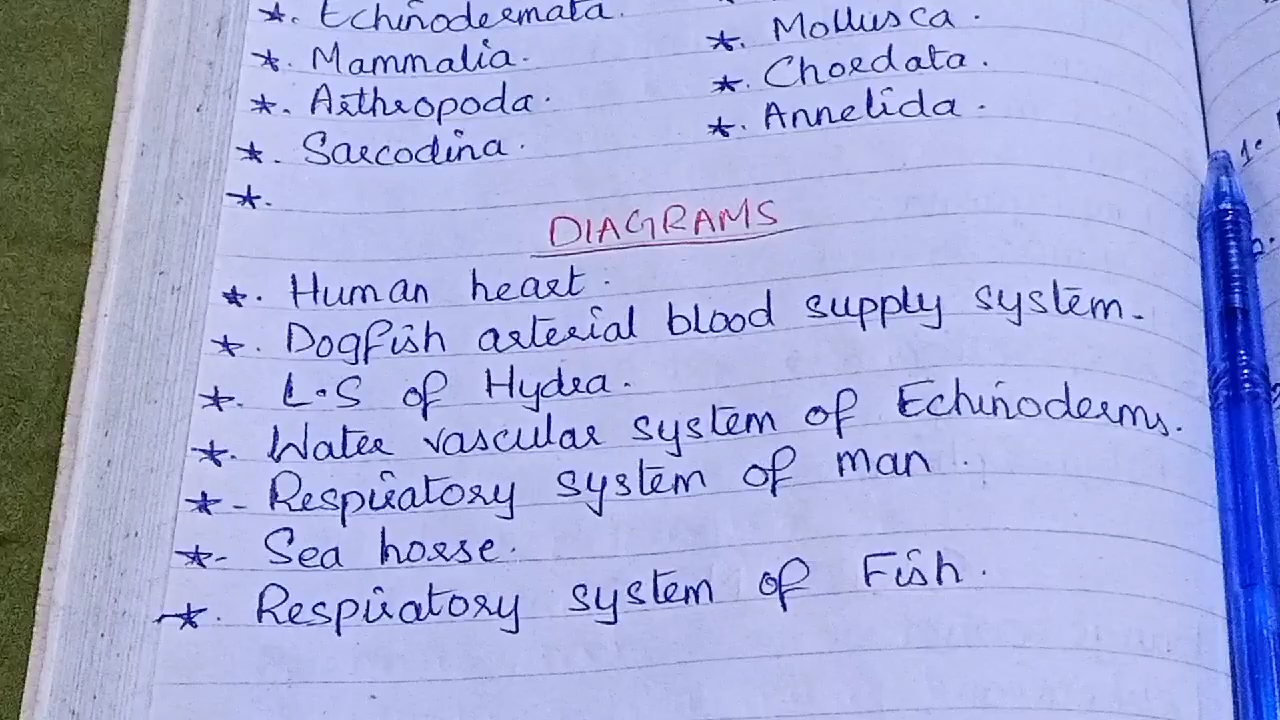 *. Echinodermata.
*. Mammalia.
*. Arthropoda.
*. Sarcodina.
*.
*. Mollusca.
*. Chordata.
*. Annelida.
DIAGRAMS
*. Human heart.
*. Dogfish arterial blood supply system.
*. L.S of Hydra.
*. Water vascular system of Echinoderms.
*- Respiratory system of man.
*- Sea horse.
*. Respiratory system of Fish.